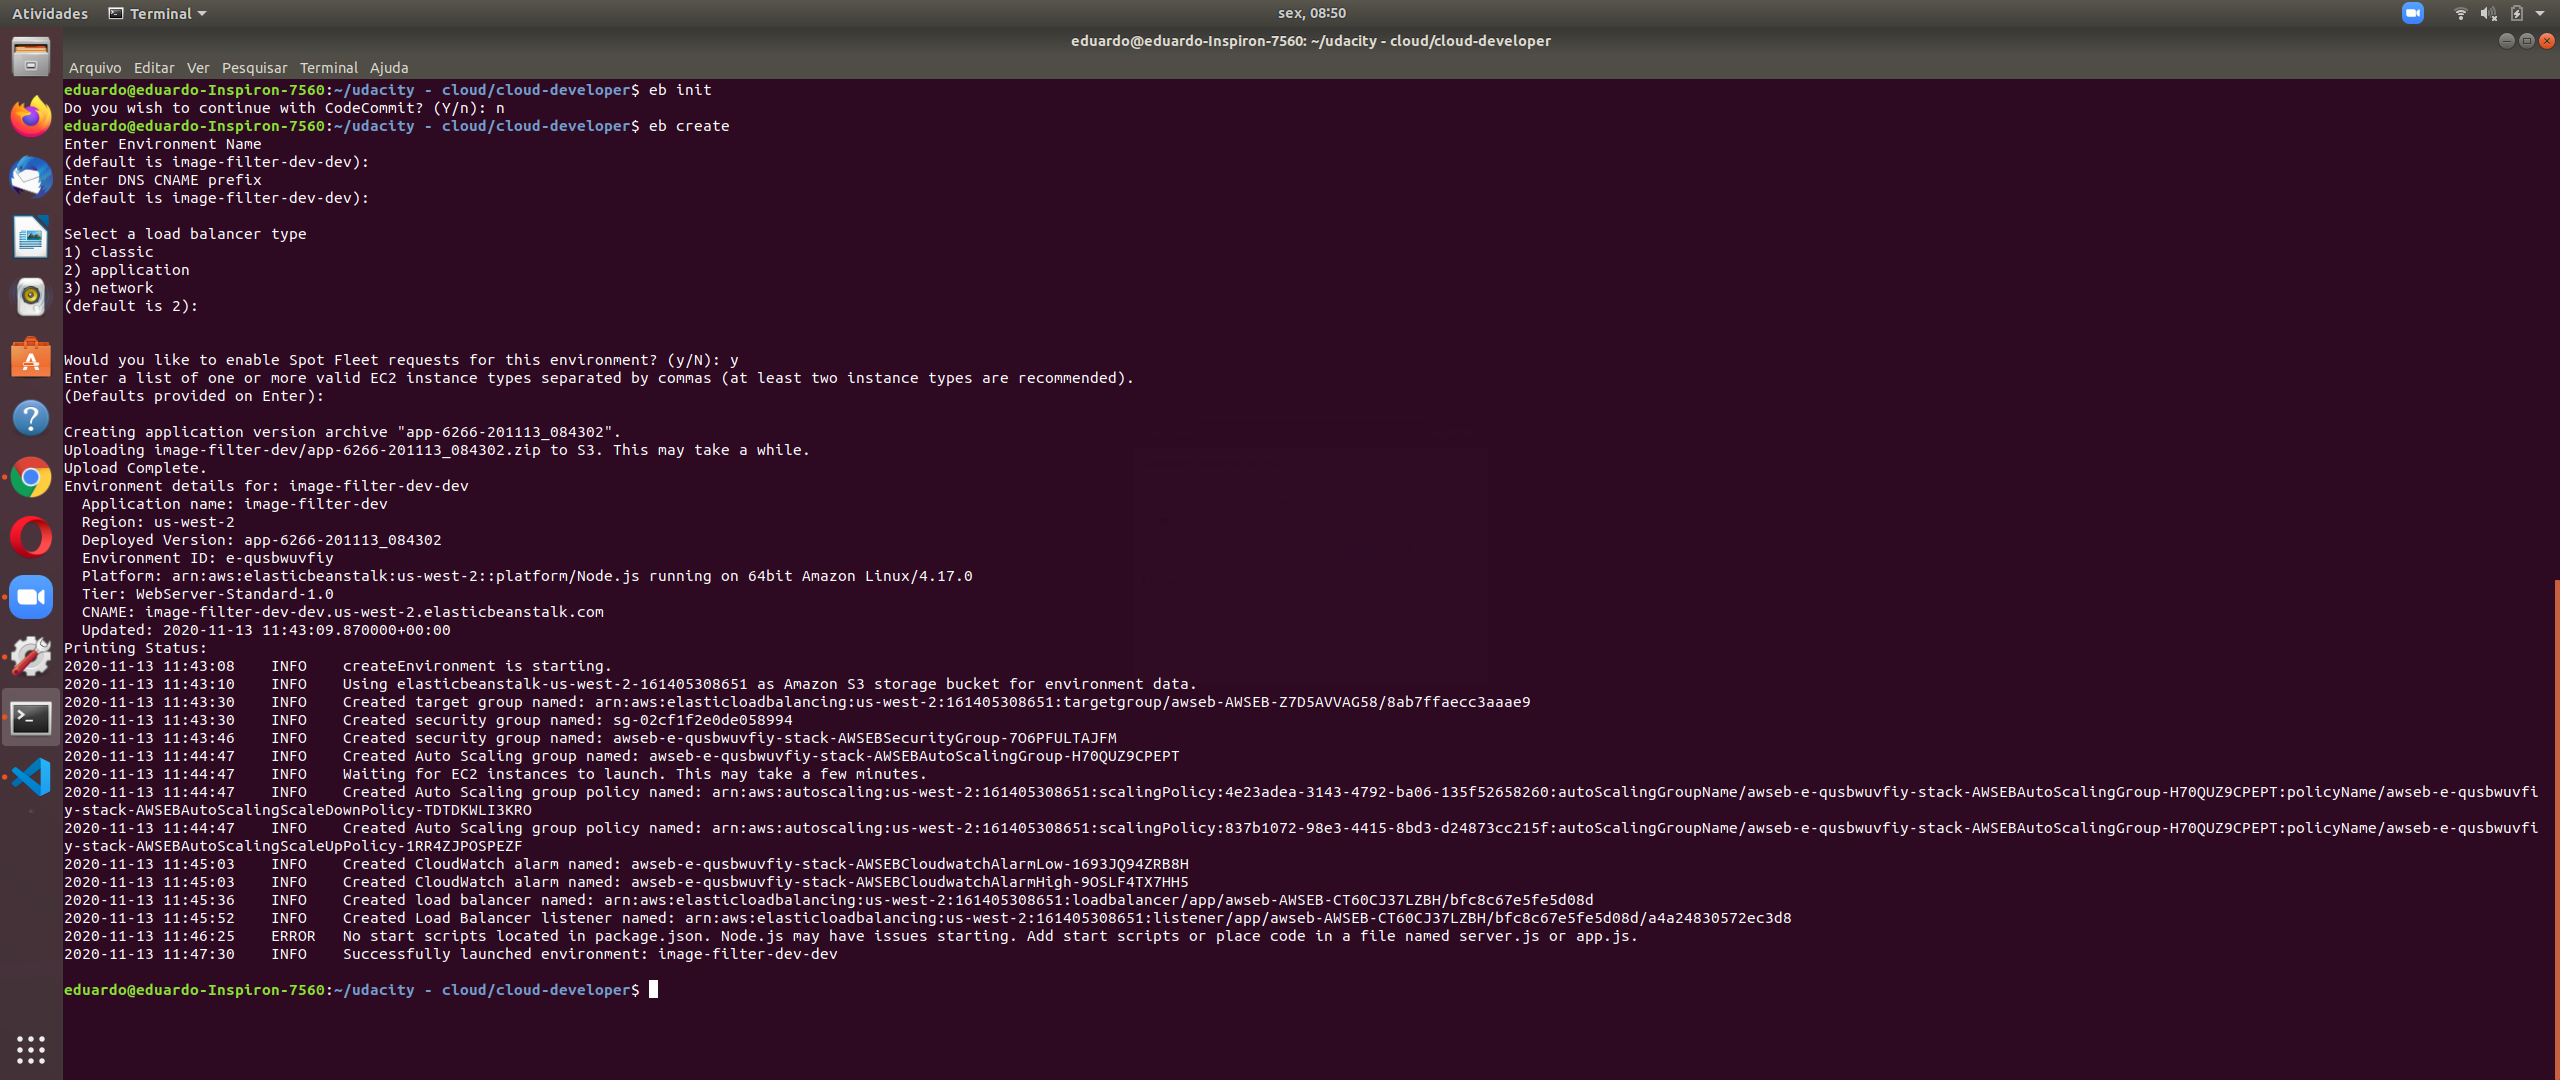 Atividades
Terminal
sex, 08:50
eduardo@eduardo-Inspiron-7560: ~/udacity - cloud/cloud-developer
Arquivo Editar Ver Pesquisar Terminal Ajuda
eduardo@eduardo-Inspiron-7560:~/udacity - cloud/cloud-developer$ eb init
Do you wish to continue with CodeCommit? (Y/n): n
eduardo@eduardo-Inspiron-7560:~/udacity - cloud/cloud-developer$ eb create
Enter Environment Name
(default is image-filter-dev-dev):
Enter DNS CNAME prefix
(default is image-filter-dev-dev):
Select a load balancer type
1) classic
2) application
3) network
(default is 2):
Would you like to enable Spot Fleet requests for this environment? (y/N): y
Enter a list of one or more valid EC2 instance types separated by commas (at least two instance types are recommended).
(Defaults provided on Enter):
Creating application version archive "app-6266-201113_084302".
Uploading image-filter-dev/app-6266-201113_084302.zip to S3. This may take a while.
Upload Complete.
Environment details for: image-filter-dev-dev
  Application name: image-filter-dev
  Region: us-west-2
  Deployed Version: app-6266-201113_084302
  Environment ID: e-qusbwuvfiy
  Platform: arn:aws:elasticbeanstalk:us-west-2::platform/Node.js running on 64bit Amazon Linux/4.17.0
  Tier: WebServer-Standard-1.0
  CNAME: image-filter-dev-dev.us-west-2.elasticbeanstalk.com
  Updated: 2020-11-13 11:43:09.870000+00:00
Printing Status:
2020-11-13 11:43:08    INFO    createEnvironment is starting.
2020-11-13 11:43:10    INFO    Using elasticbeanstalk-us-west-2-161405308651 as Amazon S3 storage bucket for environment data.
2020-11-13 11:43:30    INFO    Created target group named: arn:aws:elasticloadbalancing:us-west-2:161405308651:targetgroup/awseb-AWSEB-Z7D5AVVAG58/8ab7ffaecc3aaae9
2020-11-13 11:43:30    INFO    Created security group named: sg-02cf1f2e0de058994
2020-11-13 11:43:46    INFO    Created security group named: awseb-e-qusbwuvfiy-stack-AWSEBSecurityGroup-7O6PFULTAJFM
2020-11-13 11:44:47    INFO    Created Auto Scaling group named: awseb-e-qusbwuvfiy-stack-AWSEBAutoScalingGroup-H70QUZ9CPEPT
2020-11-13 11:44:47    INFO    Waiting for EC2 instances to launch. This may take a few minutes.
2020-11-13 11:44:47    INFO    Created Auto Scaling group policy named: arn:aws:autoscaling:us-west-2:161405308651:scalingPolicy:4e23adea-3143-4792-ba06-135f52658260:autoScalingGroupName/awseb-e-qusbwuvfiy-stack-AWSEBAutoScalingGroup-H70QUZ9CPEPT:policyName/awseb-e-qusbwuvfi
y-stack-AWSEBAutoScalingScaleDownPolicy-TDTDKWLI3KRO
2020-11-13 11:44:47    INFO    Created Auto Scaling group policy named: arn:aws:autoscaling:us-west-2:161405308651:scalingPolicy:837b1072-98e3-4415-8bd3-d24873cc215f:autoScalingGroupName/awseb-e-qusbwuvfiy-stack-AWSEBAutoScalingGroup-H70QUZ9CPEPT:policyName/awseb-e-qusbwuvfi
y-stack-AWSEBAutoScalingScaleUpPolicy-1RR4ZJPOSPEZF
2020-11-13 11:45:03    INFO    Created CloudWatch alarm named: awseb-e-qusbwuvfiy-stack-AWSEBCloudwatchAlarmLow-1693JQ94ZRB8H
2020-11-13 11:45:03    INFO    Created CloudWatch alarm named: awseb-e-qusbwuvfiy-stack-AWSEBCloudwatchAlarmHigh-9OSLF4TX7HH5
2020-11-13 11:45:36    INFO    Created load balancer named: arn:aws:elasticloadbalancing:us-west-2:161405308651:loadbalancer/app/awseb-AWSEB-CT60CJ37LZBH/bfc8c67e5fe5d08d
2020-11-13 11:45:52    INFO    Created Load Balancer listener named: arn:aws:elasticloadbalancing:us-west-2:161405308651:listener/app/awseb-AWSEB-CT60CJ37LZBH/bfc8c67e5fe5d08d/a4a24830572ec3d8
2020-11-13 11:46:25    ERROR   No start scripts located in package.json. Node.js may have issues starting. Add start scripts or place code in a file named server.js or app.js.
2020-11-13 11:47:30    INFO    Successfully launched environment: image-filter-dev-dev
eduardo@eduardo-Inspiron-7560:~/udacity - cloud/cloud-developer$